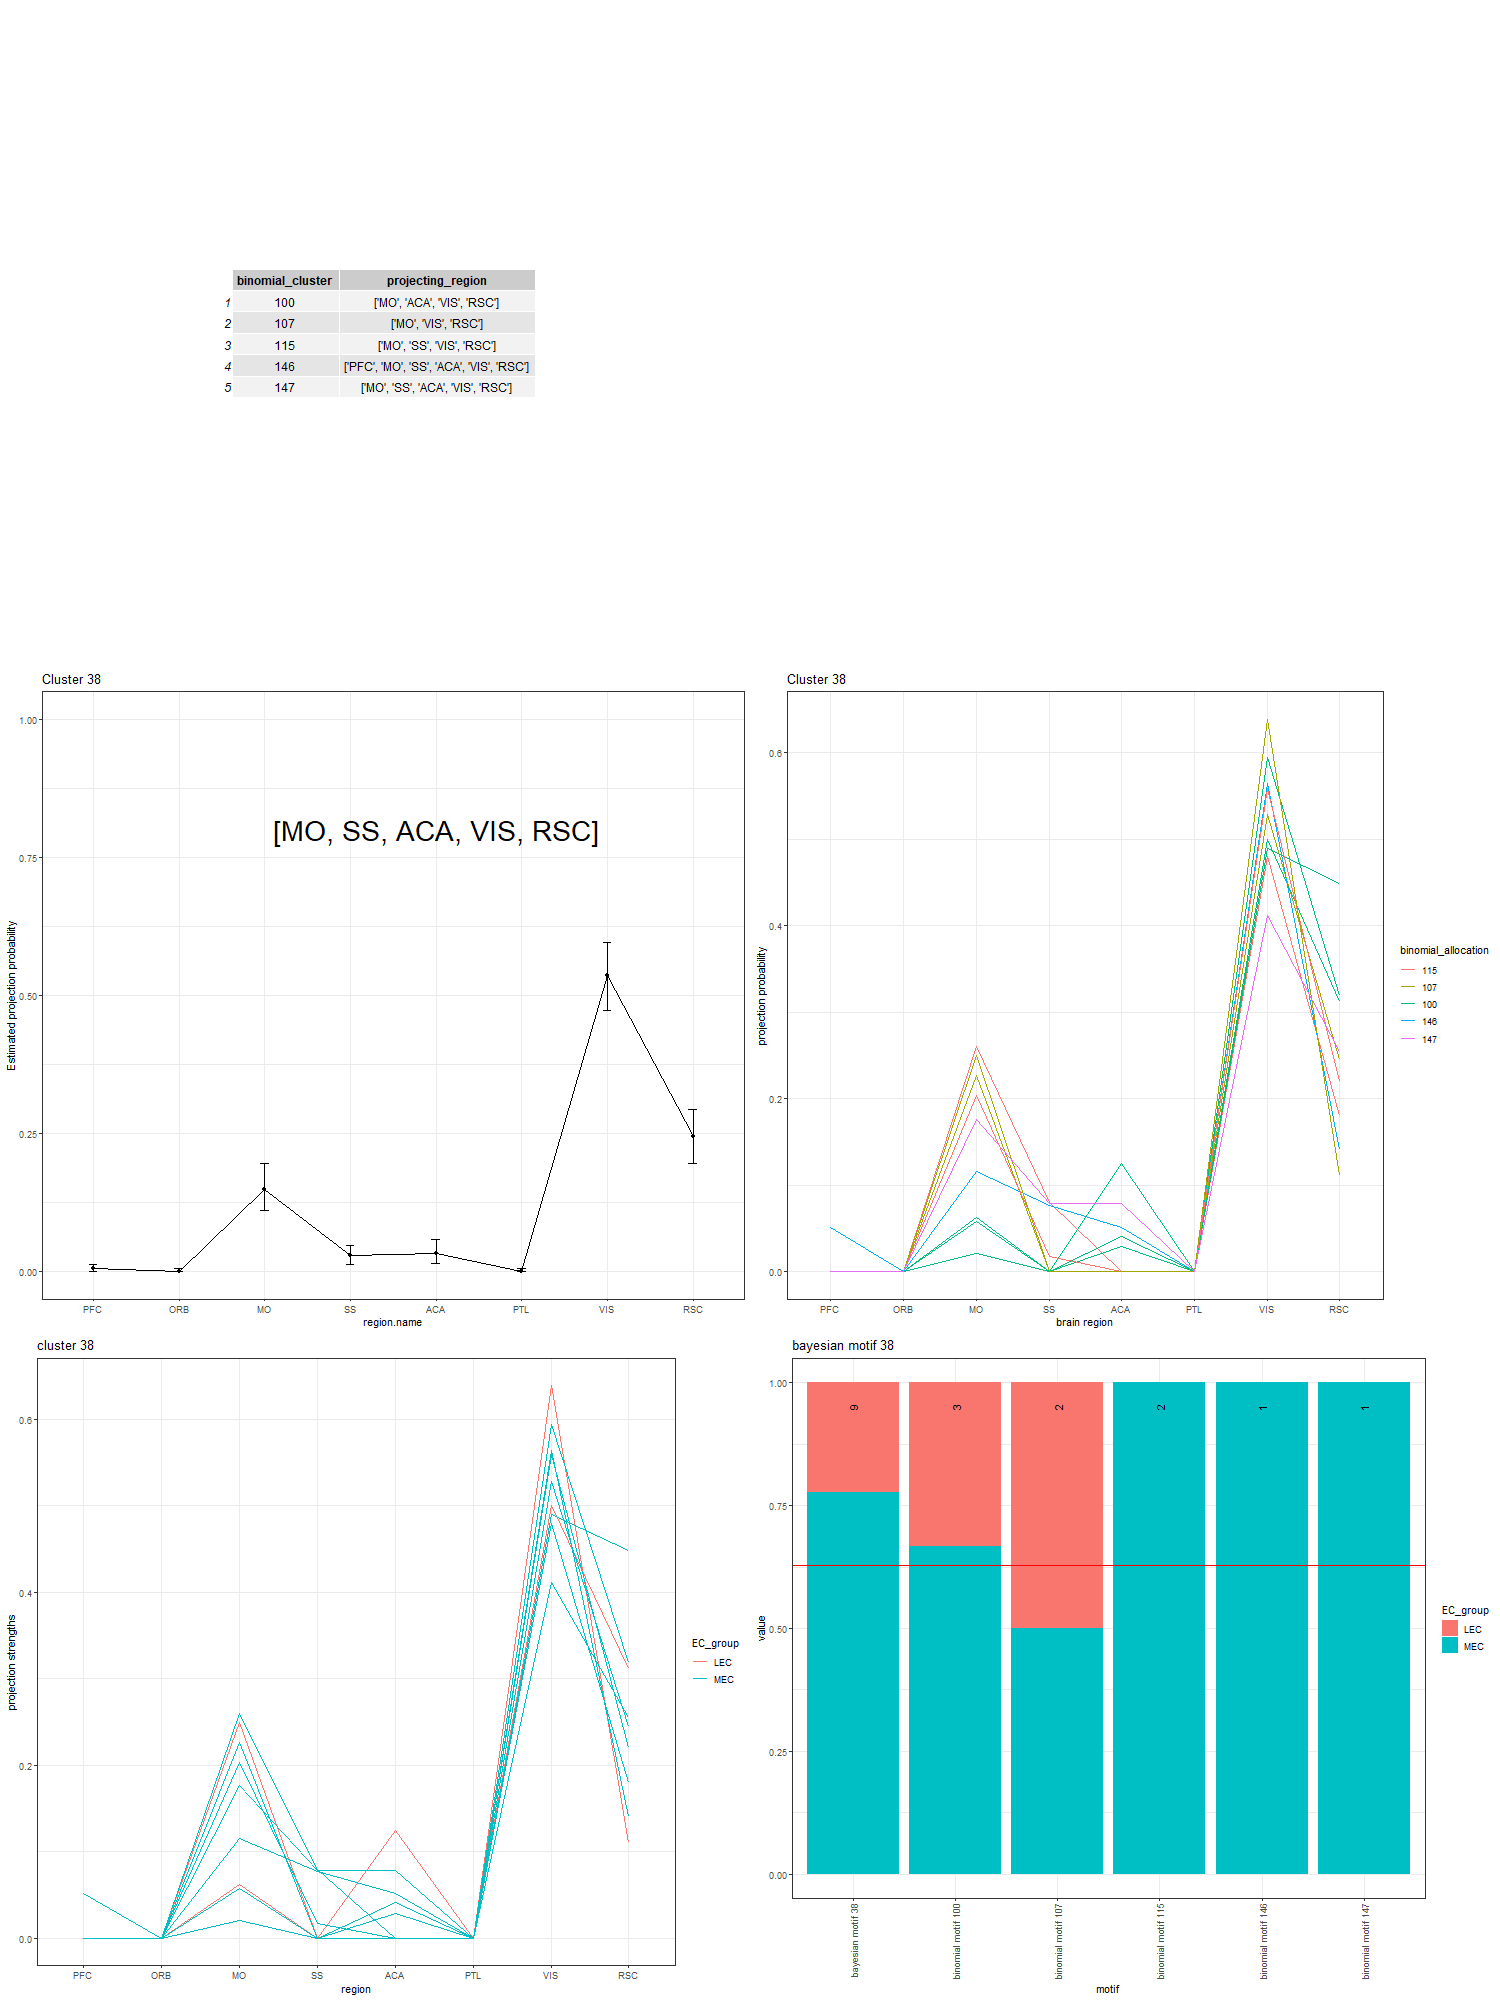 binomial_cluster projecting_region
1 100 ['MO', 'ACA', 'VIS', 'RSC']
2 107 ['MO', 'VIS', 'RSC']
3 115 ['MO', 'SS', 'VIS', 'RSC']
4 146 ['PFC', 'MO', 'SS', 'ACA', 'VIS', 'RSC']
5 147 ['MO', 'SS', 'ACA', 'VIS', 'RSC']
Cluster 38
[MO, SS, ACA, VIS, RSC]
Estimated projection probability
1.00
0.75
0.50
0.25
0.00
PFC ORB MO SS ACA PTL VIS RSC
region.name
Cluster 38
projection probability
0.6
0.4
0.2
0.0
PFC ORB MO SS ACA PTL VIS RSC
brain region
binomial_allocation
115
107
100
146
147
cluster 38
projection strengths
0.6
0.4
0.2
0.0
PFC ORB MO SS ACA PTL VIS RSC
region
EC_group
LEC
MEC
bayesian motif 38
value
1.00
0.75
0.50
0.25
0.00
9 3 2 2 1 1
bayesian motif 38
binomial motif 100
binomial motif 107
binomial motif 115
binomial motif 146
binomial motif 147
motif
EC_group
LEC
MEC